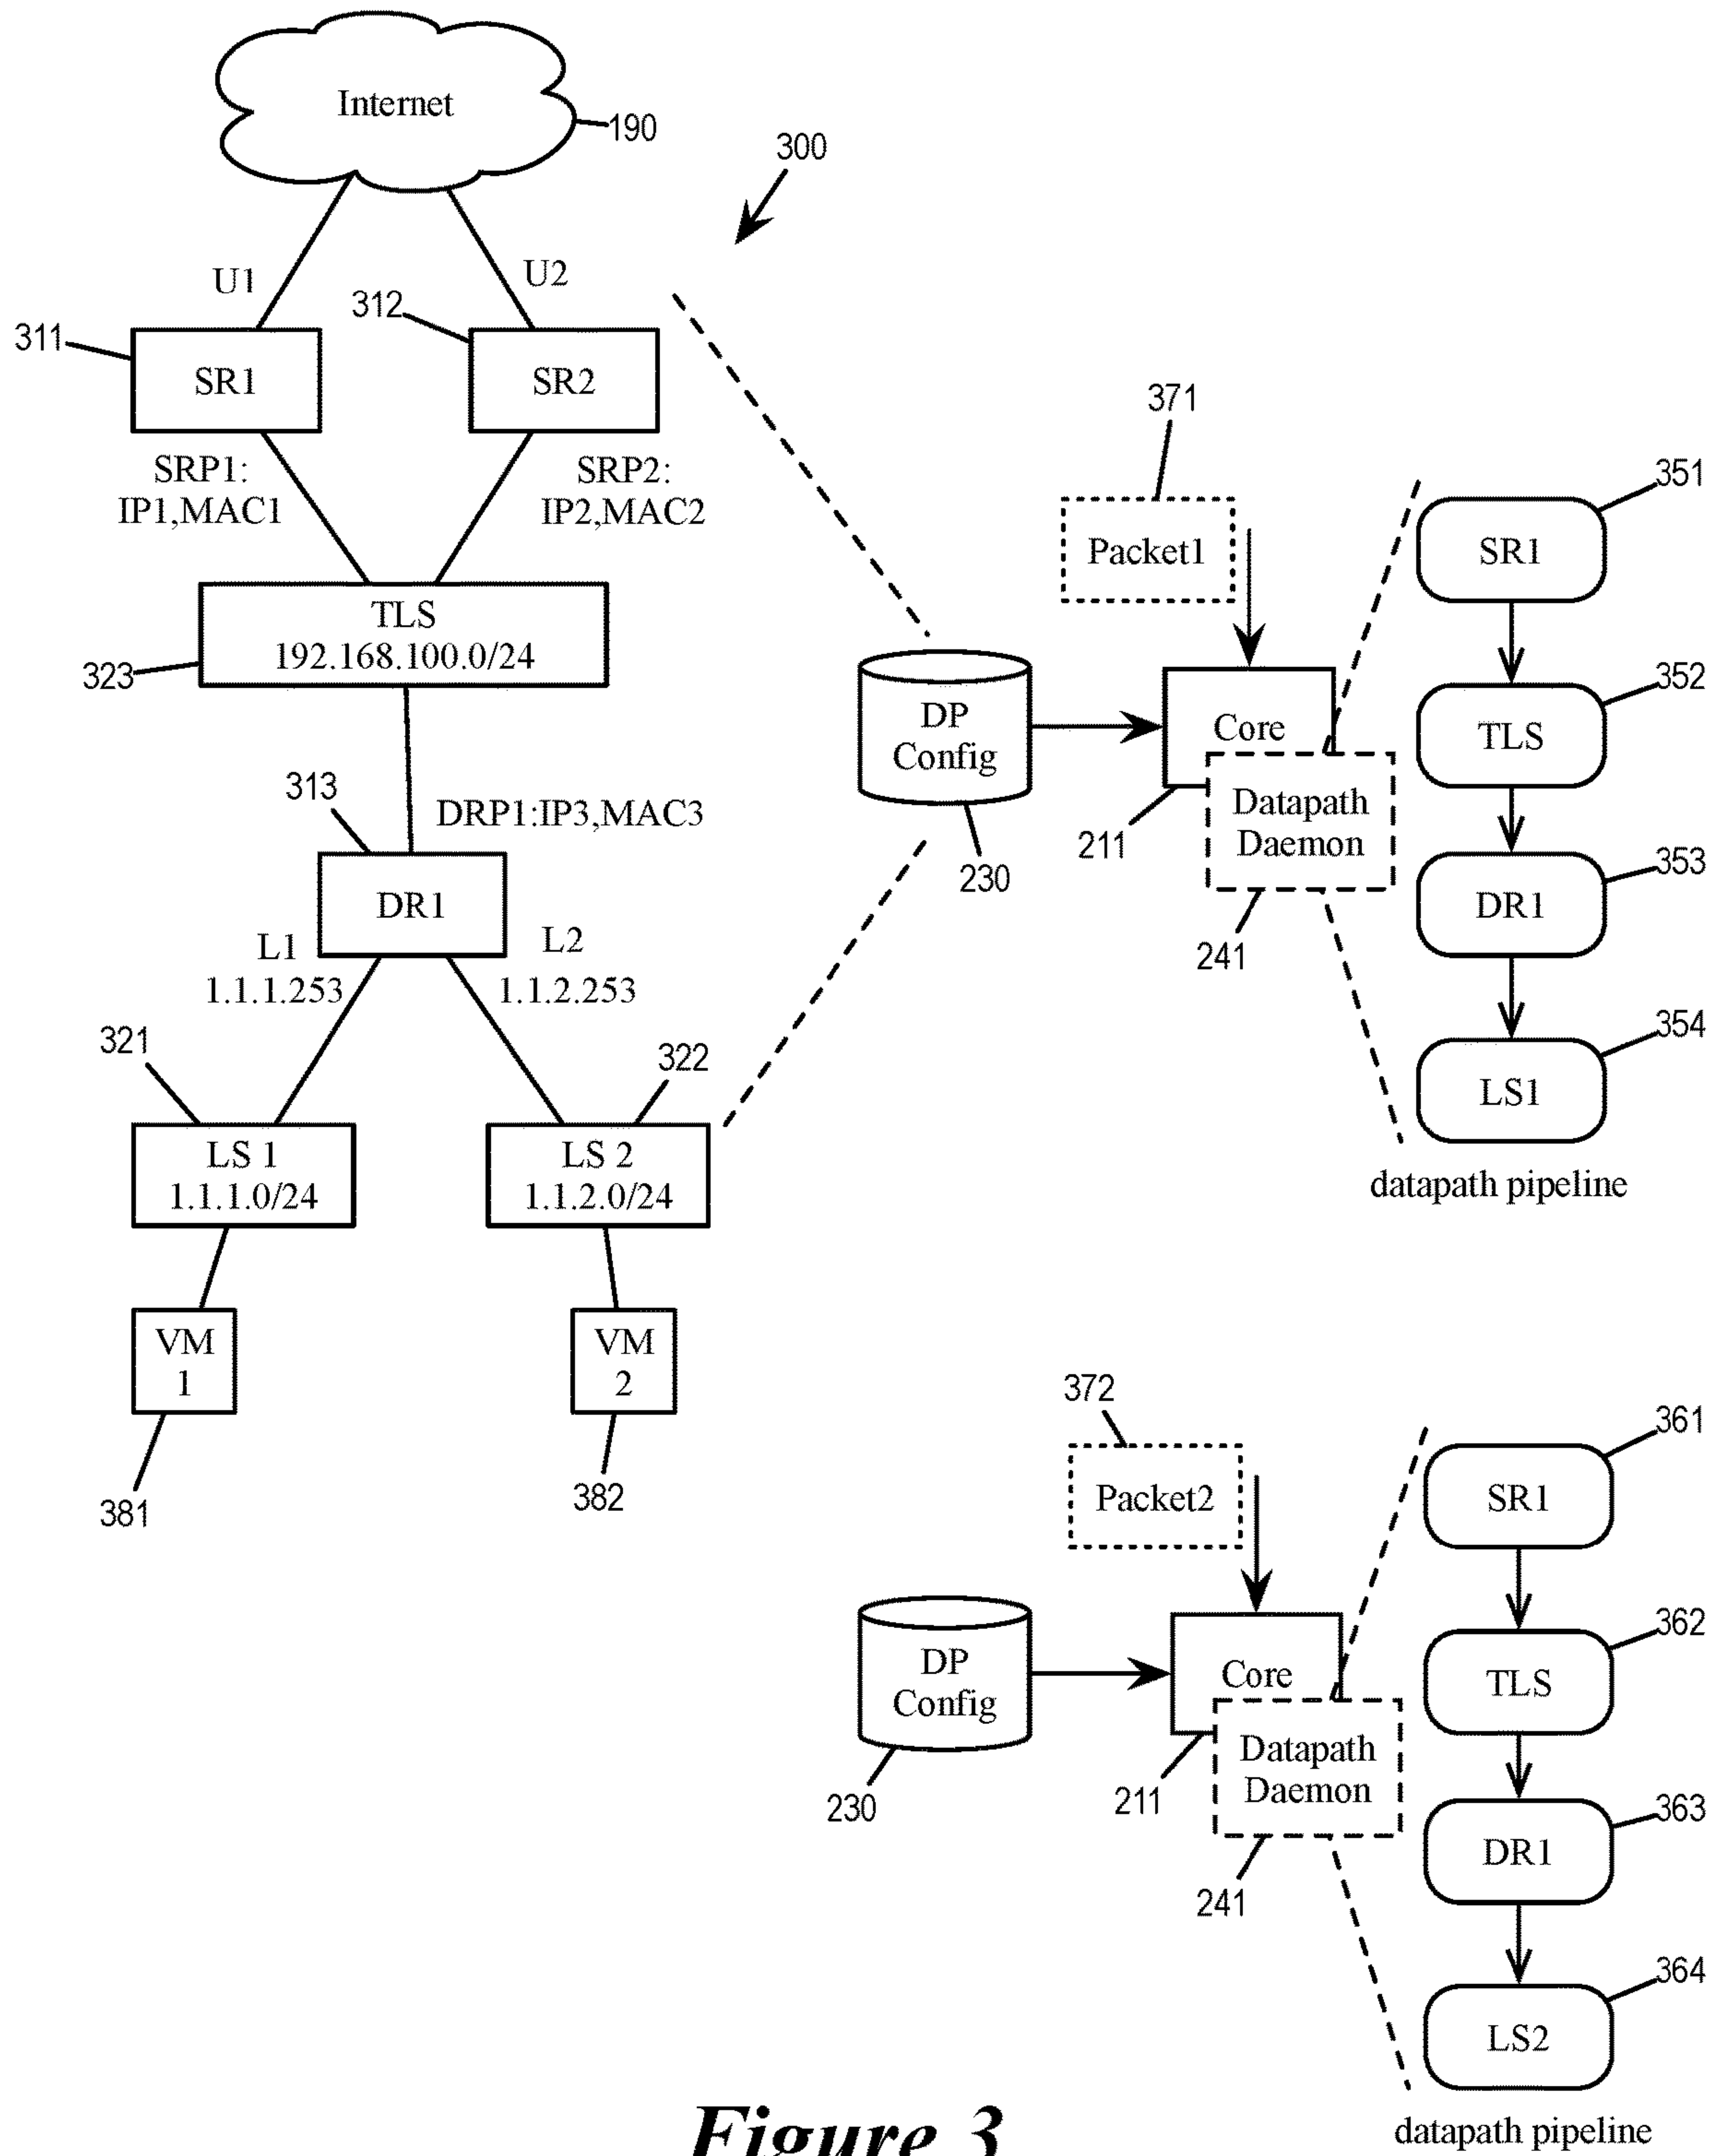 Internet
190
300
U1
U2
311
312
SR1
SR2
SRP1:
IP1,MAC1
SRP2:
IP2,MAC2
TLS
192.168.100.0/24
323
313
DRP1:IP3,MAC3
DR1
L1
1.1.1.253
L2
1.1.2.253
321
322
LS 1
1.1.1.0/24
LS 2
1.1.2.0/24
VM
1
VM
2
381
382
371
Packet1
DP
Config
230
Core
211
Datapath
Daemon
241
351
SR1
352
TLS
353
DR1
354
LS1
datapath pipeline
372
Packet2
DP
Config
230
Core
211
Datapath
Daemon
241
361
SR1
362
TLS
363
DR1
364
LS2
datapath pipeline
Figure 3